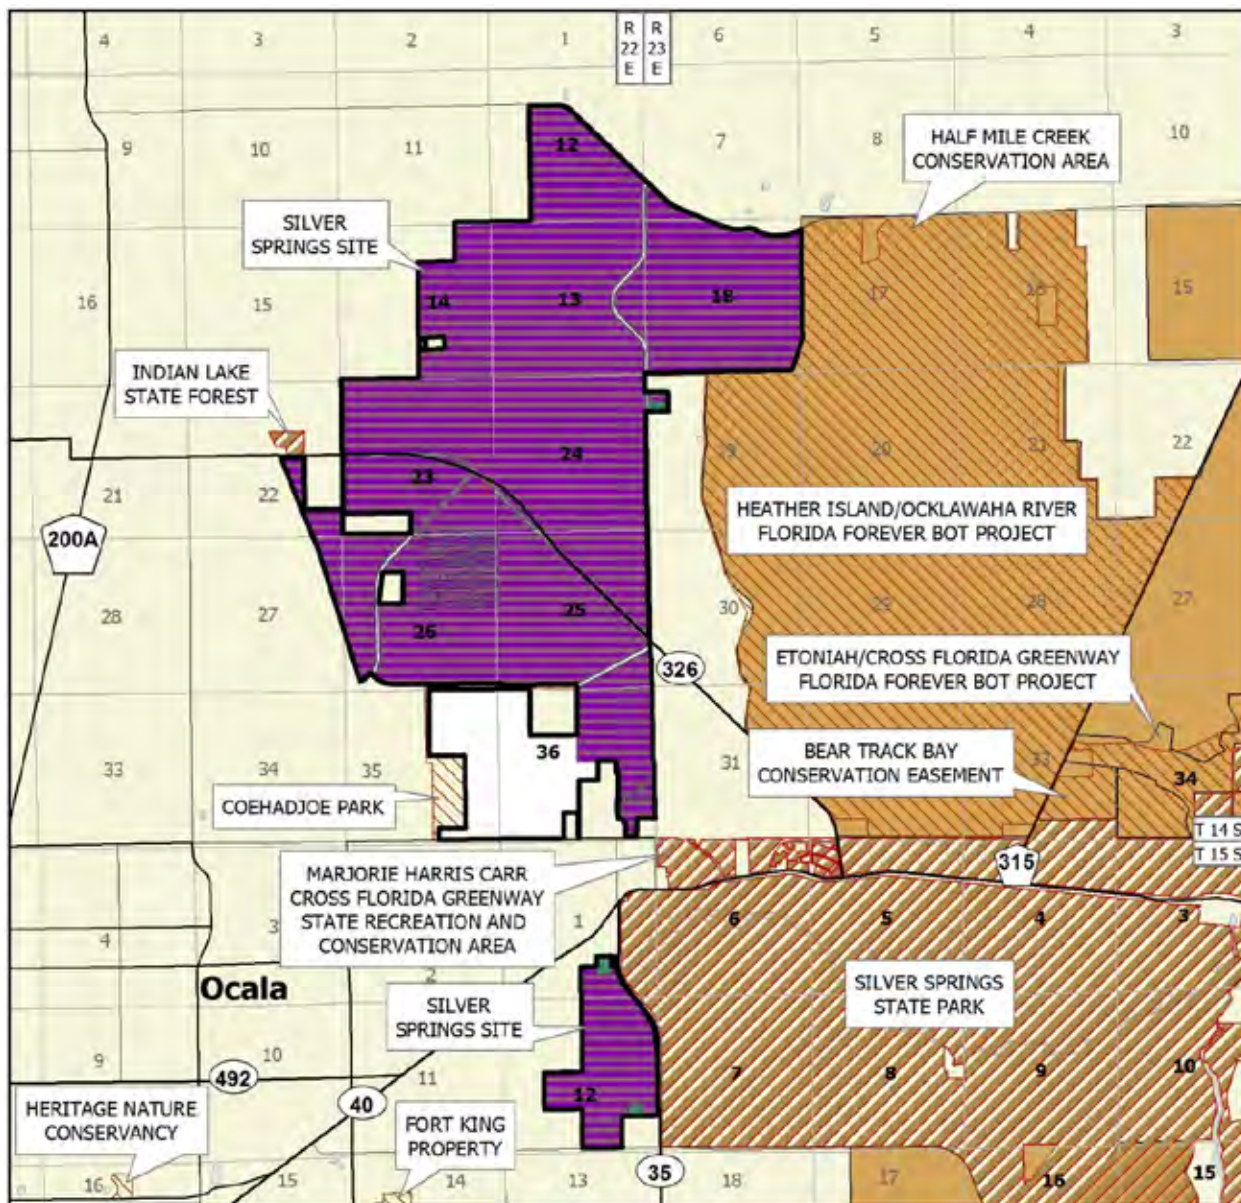 4
3
2
1
R
22
E
R
23
E
6
5
4
3
9
10
11
12
7
8
10
HALF MILE CREEK
CONSERVATION AREA
SILVER
SPRINGS SITE
16
15
14
13
18
17
16
15
INDIAN LAKE
STATE FOREST
21
22
23
24
20
21
22
200A
HEATHER ISLAND/OCKLAWAHA RIVER
FLORIDA FOREVER BOT PROJECT
28
27
26
25
30
29
28
27
326
ETONIAH/CROSS FLORIDA GREENWAY
FLORIDA FOREVER BOT PROJECT
33
34
35
36
31
BEAR TRACK BAY
CONSERVATION EASEMENT
33
34
COEHADJOE PARK
T 14 S
T 15 S
315
MARJORIE HARRIS CARR
CROSS FLORIDA GREENWAY
STATE RECREATION AND
CONSERVATION AREA
4
3
2
1
6
5
4
3
Ocala
SILVER
SPRINGS SITE
SILVER SPRINGS
STATE PARK
9
10
11
12
7
8
9
10
492
40
HERITAGE NATURE
CONSERVANCY
FORT KING
PROPERTY
35
16
15
14
13
18
17
16
15